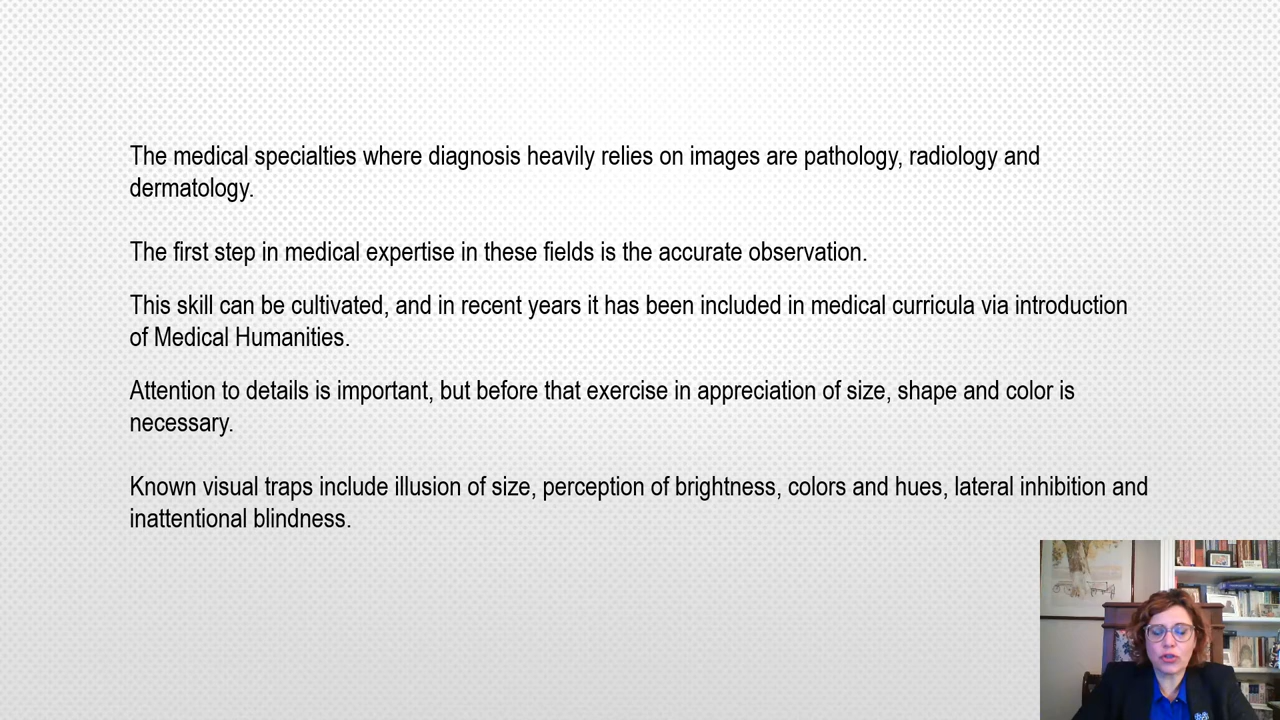 The medical specialties where diagnosis heavily relies on images are pathology, radiology and
dermatology.
The first step in medical expertise in these fields is the accurate observation.
This skill can be cultivated, and in recent years it has been included in medical curricula via introduction
of Medical Humanities.
Attention to details is important, but before that exercise in appreciation of size, shape and color is
necessary.
Known visual traps include illusion of size, perception of brightness, colors and hues, lateral inhibition and
inattentional blindness.